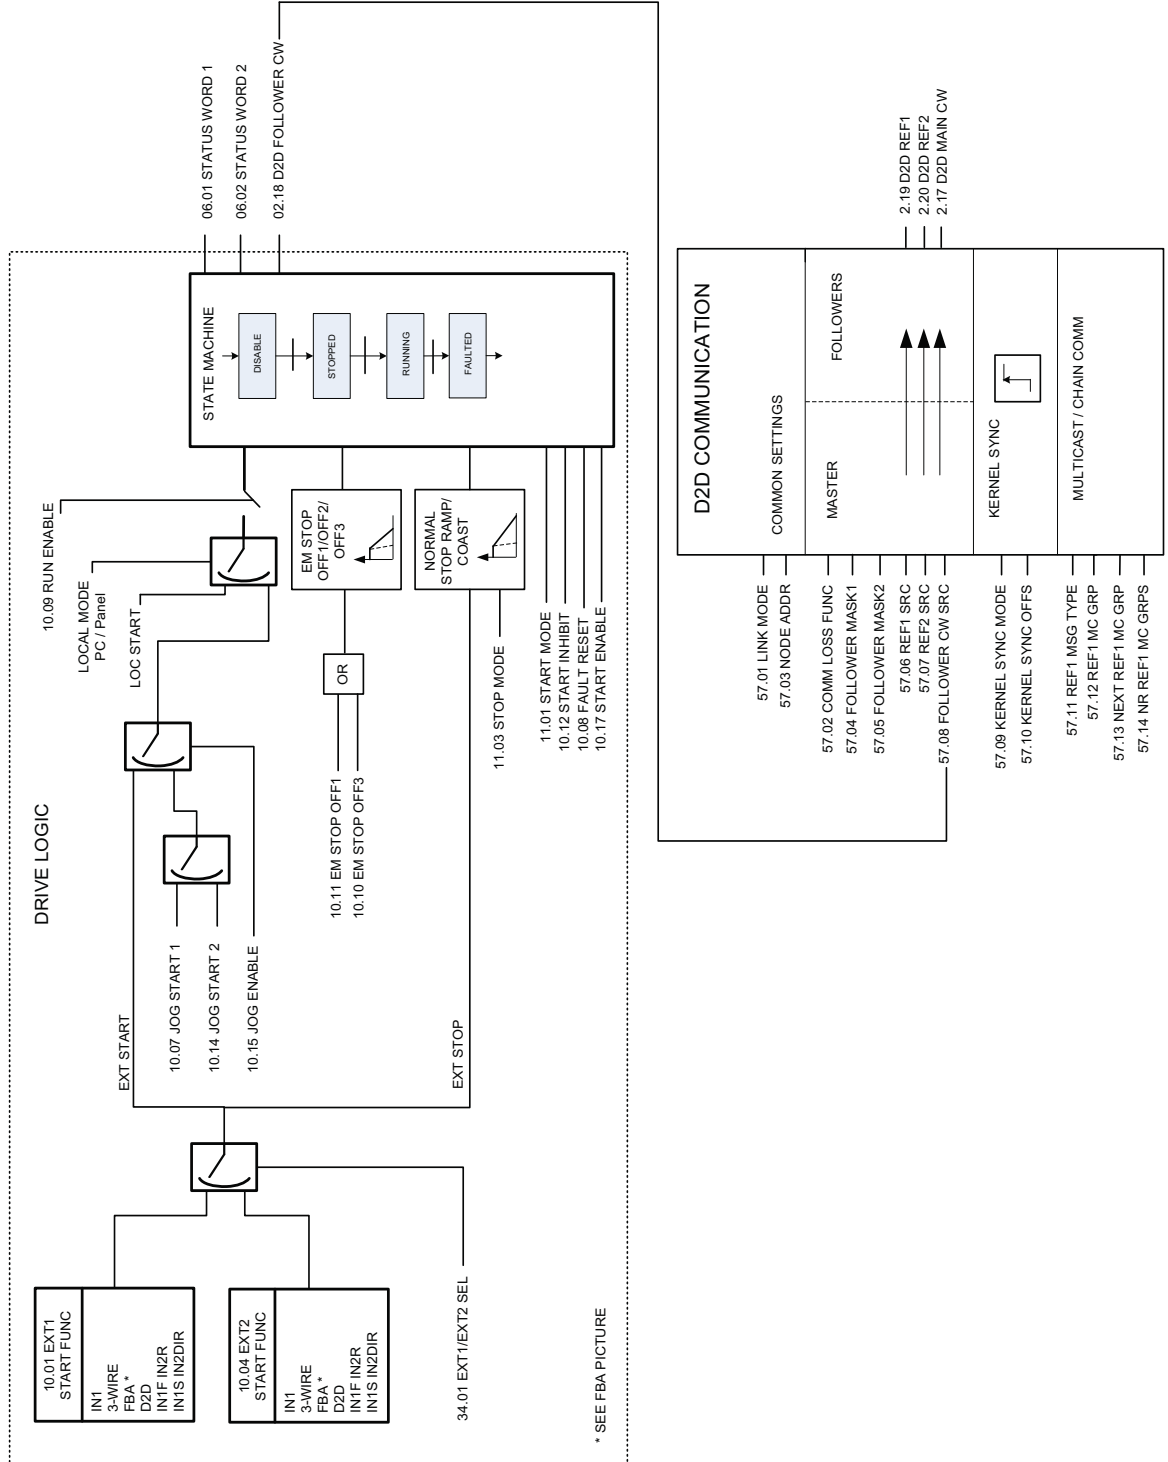 DRIVE LOGIC
10.01 EXT1
START FUNC
IN1
3-WIRE
FBA *
D2D
IN1F IN2R
IN1S IN2DIR
10.04 EXT2
START FUNC
IN1
3-WIRE
FBA *
D2D
IN1F IN2R
IN1S IN2DIR
34.01 EXT1/EXT2 SEL
* SEE FBA PICTURE
EXT START
10.07 JOG START 1
10.14 JOG START 2
10.15 JOG ENABLE
EXT STOP
10.09 RUN ENABLE
LOCAL MODE
PC / Panel
LOC START
10.11 EM STOP OFF1
10.10 EM STOP OFF3
OR
EM STOP
OFF1/OFF2/
OFF3
NORMAL
STOP RAMP/
COAST
11.03 STOP MODE
11.01 START MODE
10.12 START INHIBIT
10.08 FAULT RESET
10.17 START ENABLE
STATE MACHINE
DISABLE
STOPPED
RUNNING
FAULTED
06.01 STATUS WORD 1
06.02 STATUS WORD 2
02.18 D2D FOLLOWER CW
D2D COMMUNICATION
57.01 LINK MODE
57.03 NODE ADDR
COMMON SETTINGS
57.02 COMM LOSS FUNC
57.04 FOLLOWER MASK1
57.05 FOLLOWER MASK2
57.06 REF1 SRC
57.07 REF2 SRC
57.08 FOLLOWER CW SRC
MASTER
FOLLOWERS
2.19 D2D REF1
2.20 D2D REF2
2.17 D2D MAIN CW
57.09 KERNEL SYNC MODE
57.10 KERNEL SYNC OFFS
KERNEL SYNC
57.11 REF1 MSG TYPE
57.12 REF1 MC GRP
57.13 NEXT REF1 MC GRP
57.14 NR REF1 MC GRPS
MULTICAST / CHAIN COMM